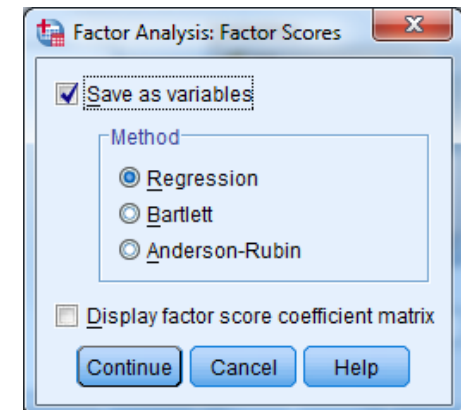 Factor Analysis: Factor Scores
Save as variables
Method
Regression
Bartlett
Anderson-Rubin
Display factor score coefficient matrix
Continue Cancel Help